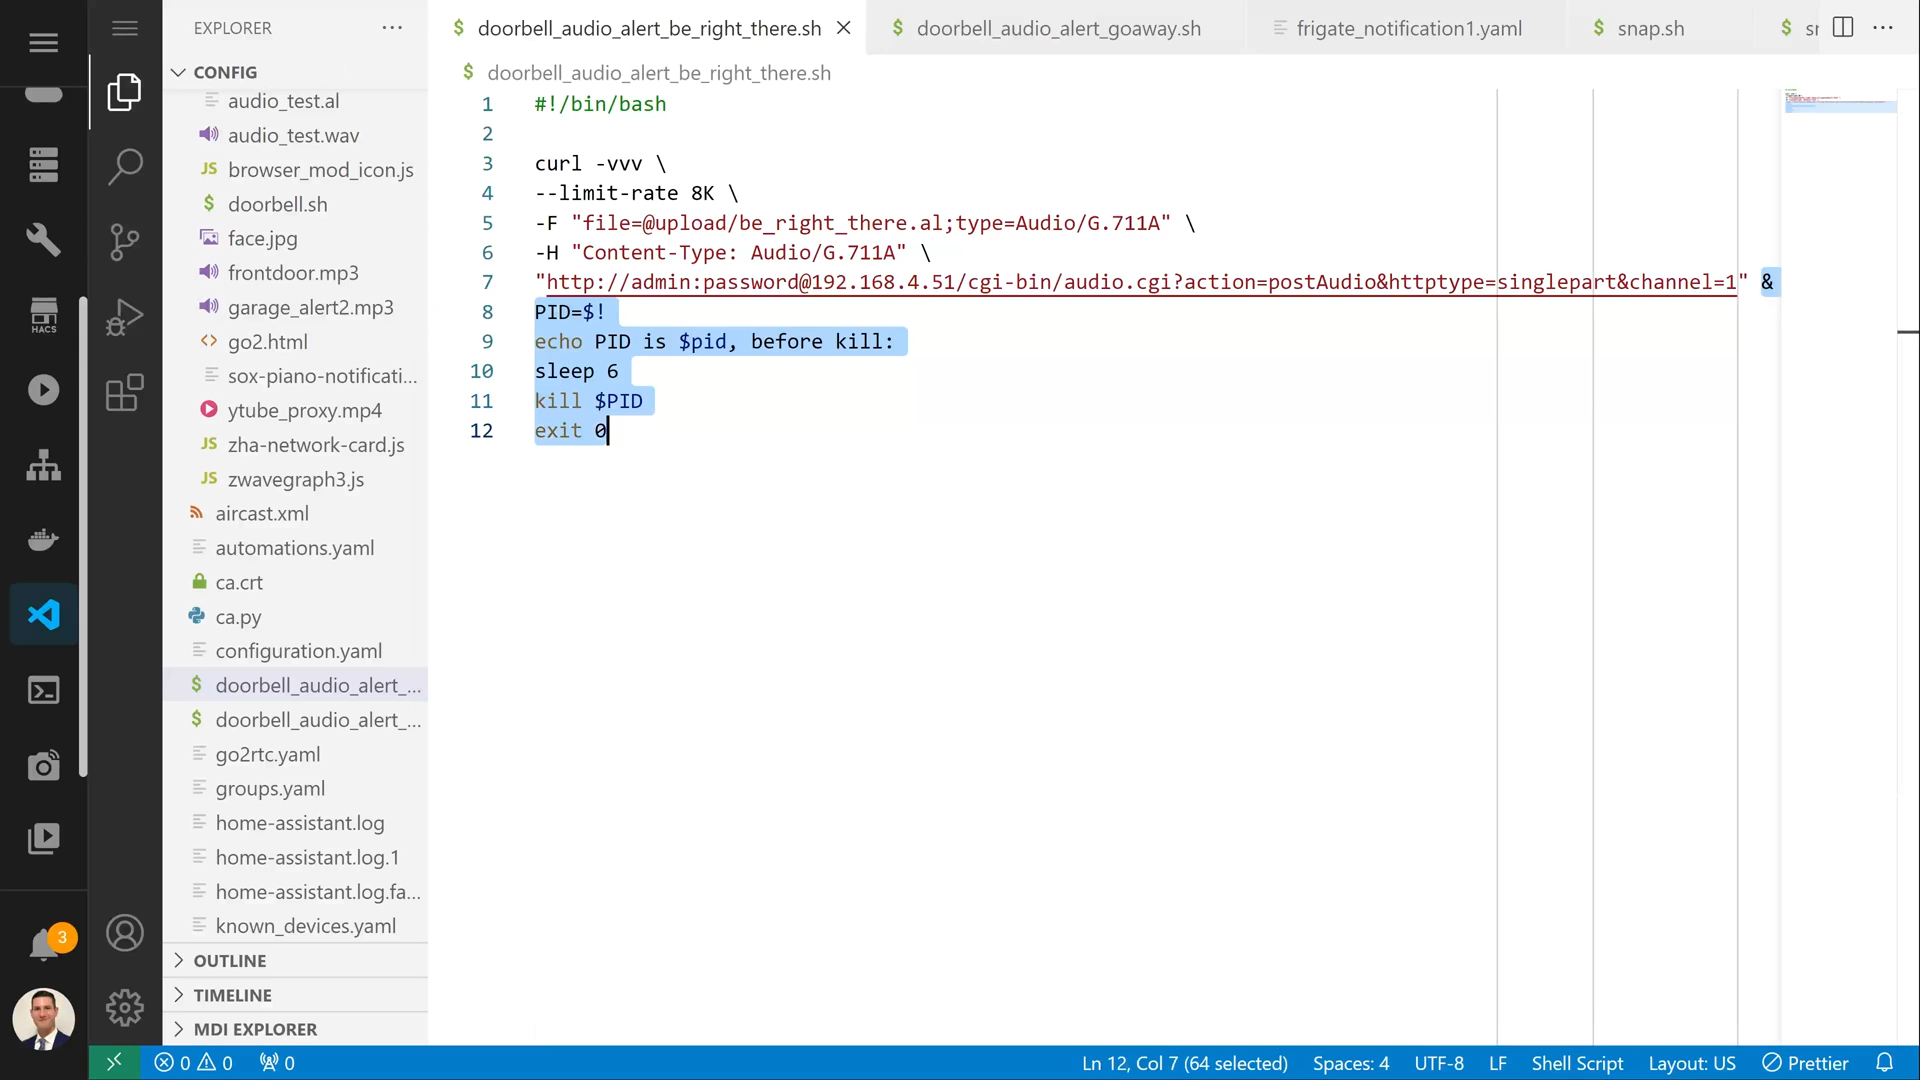 HACS
3
EXPLORER
CONFIG
audio_test.al
audio_test.wav
JS browser_mod_icon.js
$ doorbell.sh
face.jpg
frontdoor.mp3
garage_alert2.mp3
<> go2.html
sox-piano-notificati...
ytube_proxy.mp4
JS zha-network-card.js
JS zwavegraph3.js
aircast.xml
automations.yaml
ca.crt
ca.py
configuration.yaml
$ doorbell_audio_alert_...
$ doorbell_audio_alert_...
go2rtc.yaml
groups.yaml
home-assistant.log
home-assistant.log.1
home-assistant.log.fa...
known_devices.yaml
OUTLINE
TIMELINE
MDI EXPLORER
$ doorbell_audio_alert_be_right_there.sh
$ doorbell_audio_alert_goaway.sh
frigate_notification1.yaml
$ snap.sh
$
$ doorbell_audio_alert_be_right_there.sh
1 #!/bin/bash
2
3 curl -vvv \
4 --limit-rate 8K \
5 -F "file=@upload/be_right_there.al;type=Audio/G.711A" \
6 -H "Content-Type: Audio/G.711A" \
7 "http://admin:password@192.168.4.51/cgi-bin/audio.cgi?action=postAudio&httptype=singlepart&channel=1" &
8 PID=$!
9 echo PID is $pid, before kill:
10 sleep 6
11 kill $PID
12 exit 0
0 0 0
Ln 12, Col 7 (64 selected)
Spaces: 4
UTF-8
LF
Shell Script
Layout: US
Prettier